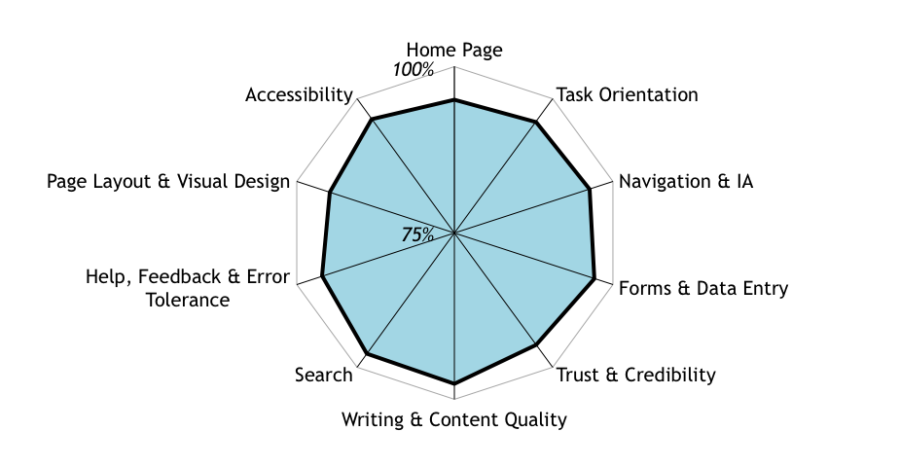 Home Page
100%
Accessibility
Task Orientation
Page Layout & Visual Design
Navigation & IA
75%
Help, Feedback & Error
Tolerance
Forms & Data Entry
Search
Trust & Credibility
Writing & Content Quality